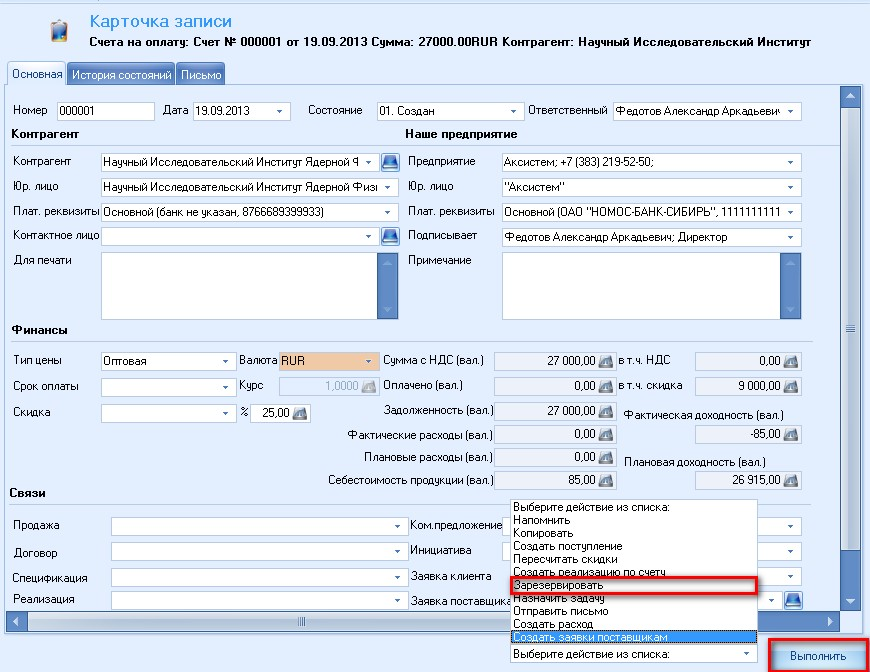 Карточка записи
Счета на оплату: Счет № 000001 от 19.09.2013 Сумма: 27000.00RUR Контрагент: Научный Исследовательский Институт
Основная История состояний Письмо
Номер 000001 Дата 19.09.2013 Состояние 01. Создан Ответственный Федотов Александр Аркадьевич
Контрагент Наше предприятие
Контрагент Научный Исследовательский Институт Ядерной Ф Предприятие Аксистем; +7 (383) 219-52-50;
Юр. лицо Научный Исследовательский Институт Ядерной Физи Юр. лицо "Аксистем"
Плат. реквизиты Основной (банк не указан, 8766689399933) Плат. реквизиты Основной (ОАО "НОМОС-БАНК-СИБИРЬ", 1111111111
Контактное лицо Подписывает Федотов Александр Аркадьевич; Директор
Для печати Примечание
Финансы
Тип цены Оптовая Валюта RUR Сумма с НДС (вал.) 27 000,00 в т.ч. НДС 0,00
Срок оплаты Курс 1,0000 Оплачено (вал.) 0,00 в т.ч. скидка 9 000,00
Скидка % 25,00 Задолженность (вал.) 27 000,00 Фактическая доходность (вал.)
Фактические расходы (вал.) 0,00 -85,00
Плановые расходы (вал.) 0,00 Плановая доходность (вал.)
Себестоимость продукции (вал.) 85,00 26 915,00
Связи
Продажа Ком.предложение
Договор Инициатива
Спецификация Заявка клиента
Реализация Заявка поставщика
Выберите действие из списка:
Напомнить
Копировать
Создать поступление
Пересчитать скидки
Создать реализацию по счету
Зарезервировать
Назначить задачу
Отправить письмо
Создать расход
Создать заявки поставщикам
Выберите действие из списка: Выполнить